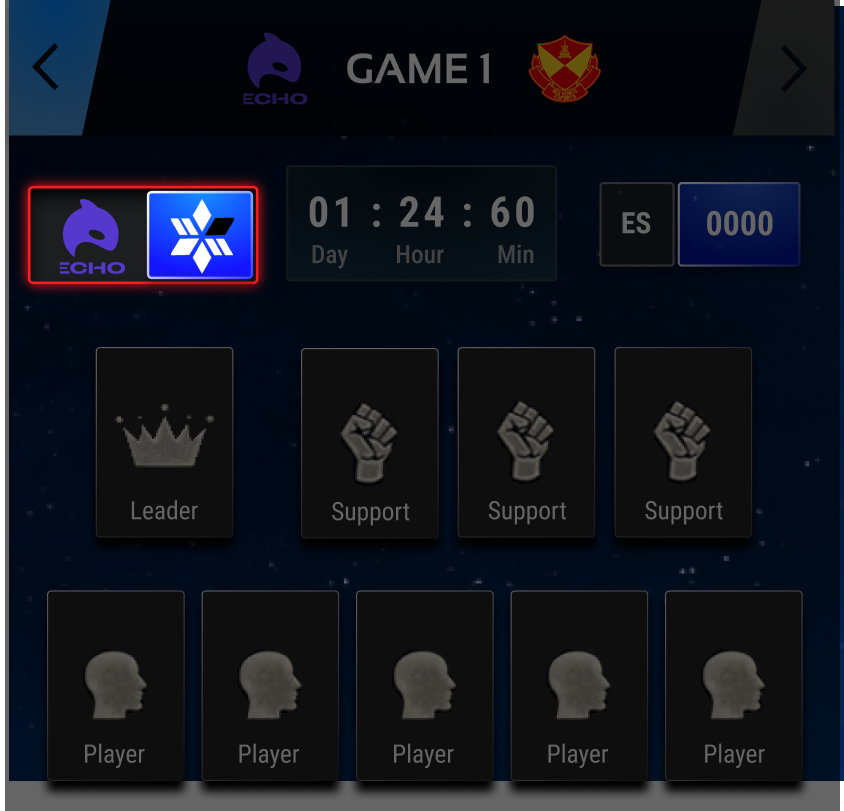 GAME 1
ECHO
ECHO
01 : 24 : 60
Day Hour Min
ES
0000
Leader
Support
Support
Support
Player
Player
Player
Player
Player